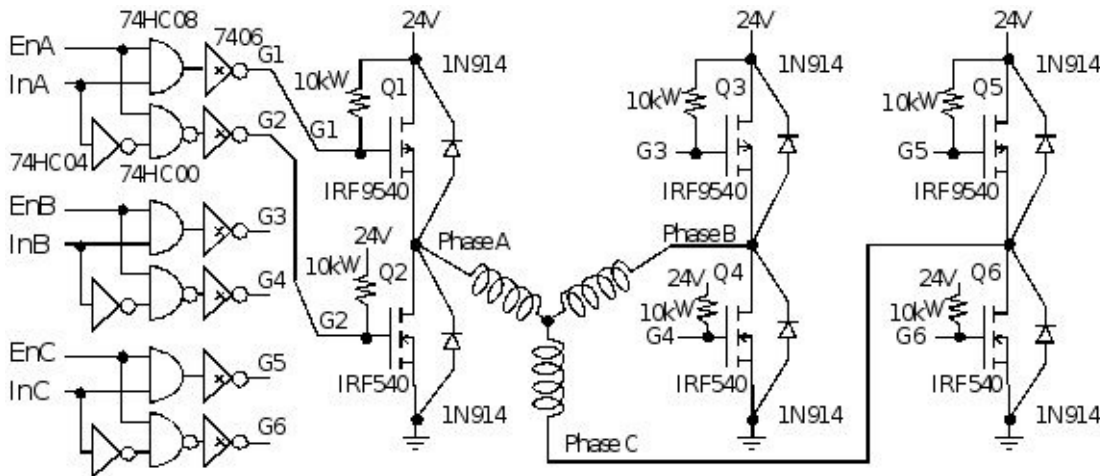 74HC08
7406
24V
24V
24V
EnA
G1
1N914
1N914
1N914
InA
10kW
Q1
10kW
Q3
10kW
Q5
G2
G1
G3
G5
74HC04
74HC00
IRF9540
IRF9540
IRF9540
EnB
G3
InB
24V
Phase A
Phase B
10kW
Q2
24V
Q4
24V
Q6
G4
10kW
10kW
G2
G4
G6
EnC
G5
IRF540
IRF540
IRF540
InC
1N914
1N914
1N914
G6
Phase C